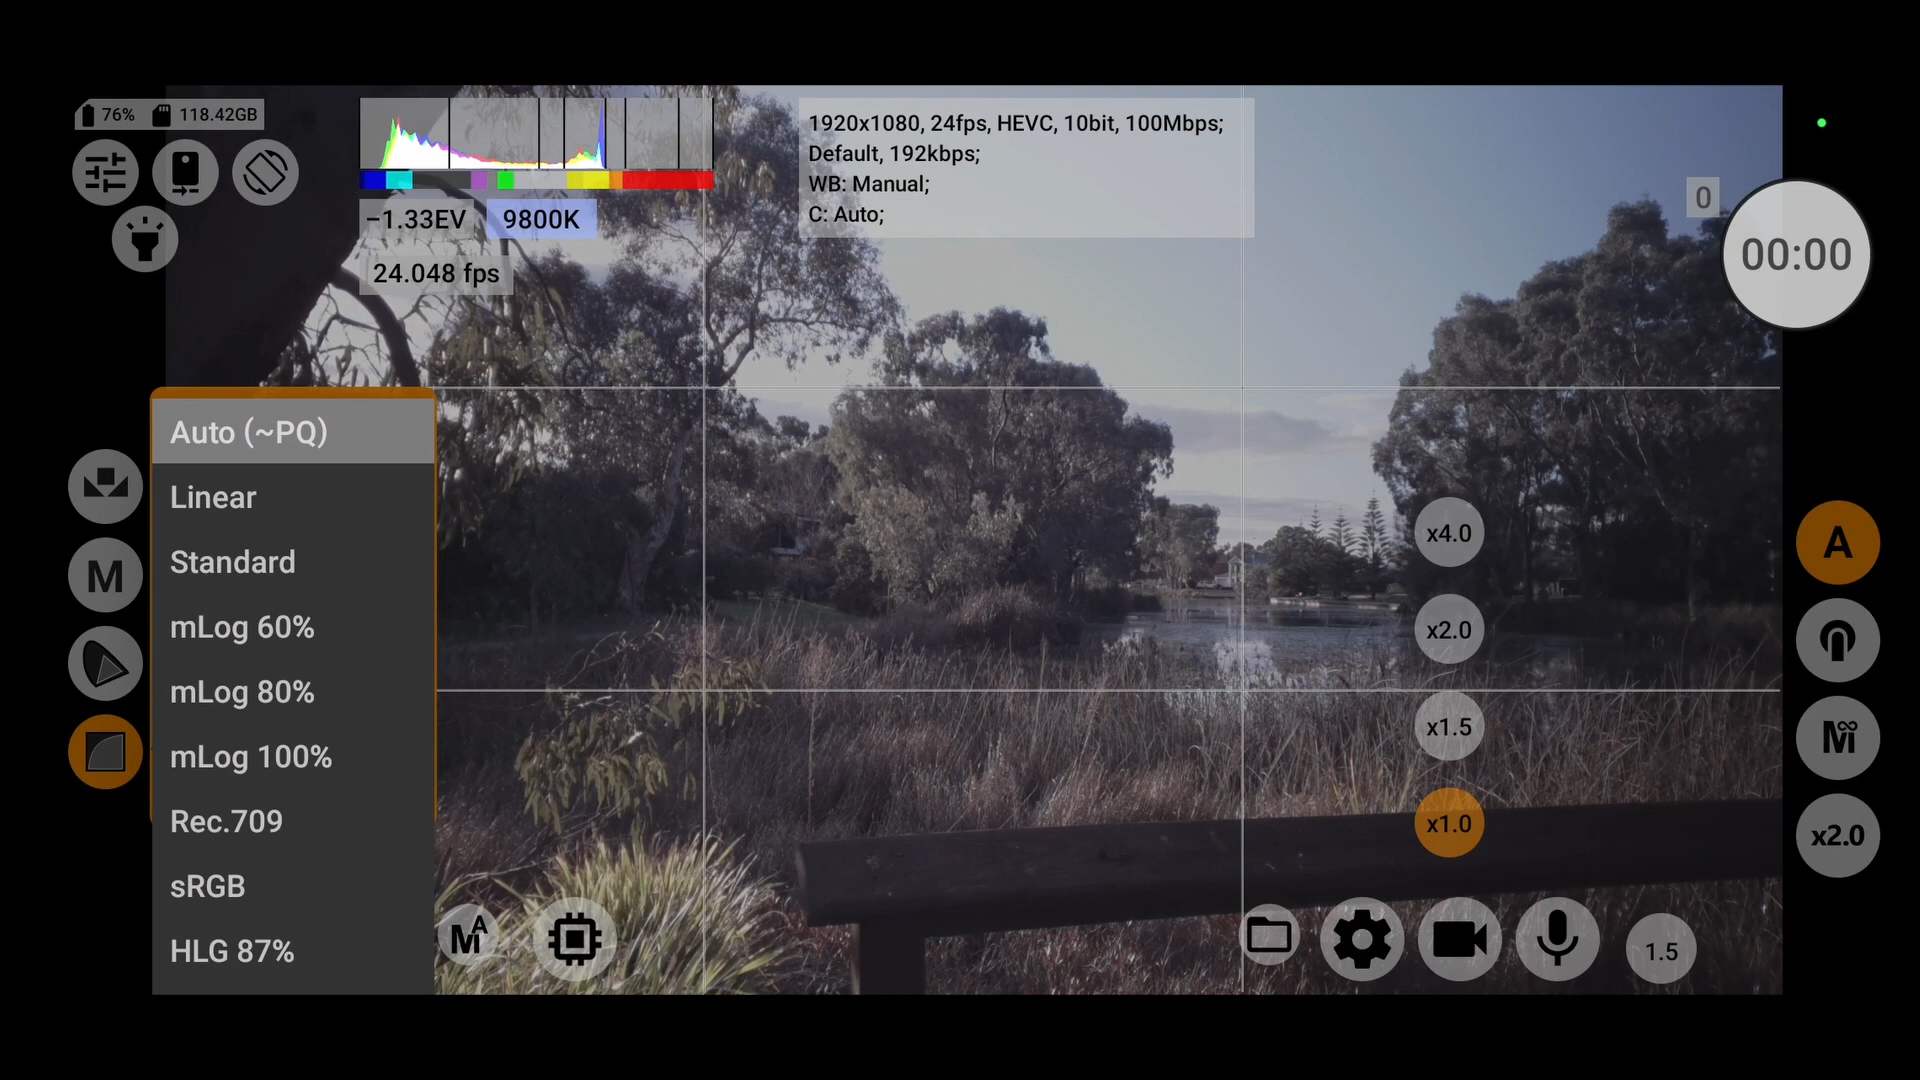 76% 118.42GB
1920x1080, 24fps, HEVC, 10bit, 100Mbps;
Default, 192kbps;
WB: Manual;
C: Auto;
−1.33EV 9800K
24.048 fps
0
00:00
Auto (~PQ)
Linear
Standard
mLog 60%
mLog 80%
mLog 100%
Rec.709
sRGB
HLG 87%
M
x4.0
x2.0
x1.5
x1.0
A
M∞
x2.0
MA
1.5